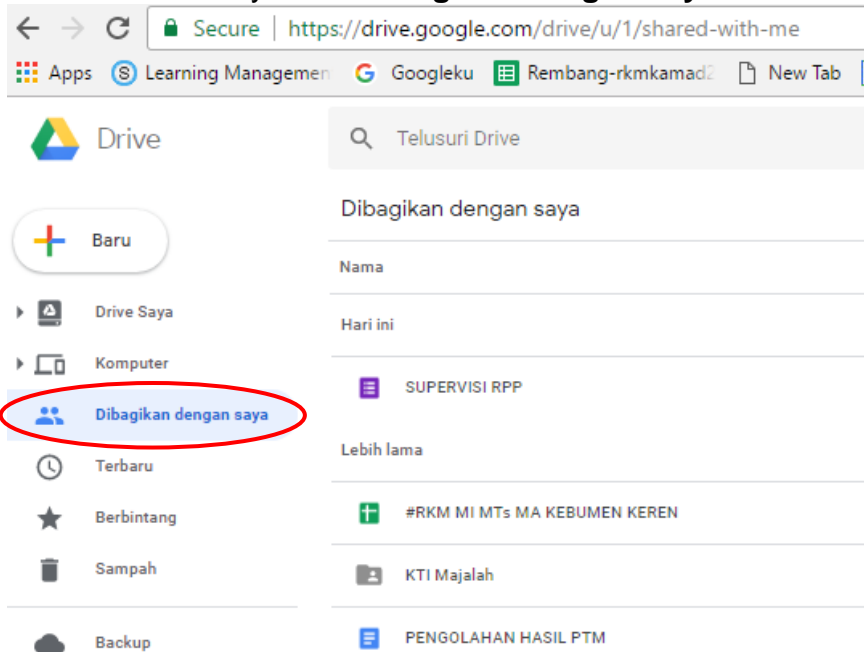 Secure | https://drive.google.com/drive/u/1/shared-with-me
Apps Learning Managemen Googleku Rembang-rkmkamad New Tab
Drive
Telusuri Drive
Baru
Drive Saya
Komputer
Dibagikan dengan saya
Terbaru
Berbintang
Sampah
Backup
Dibagikan dengan saya
Nama
Hari ini
SUPERVISI RPP
Lebih lama
#RKM MI MTs MA KEBUMEN KEREN
KTI Majalah
PENGOLAHAN HASIL PTM